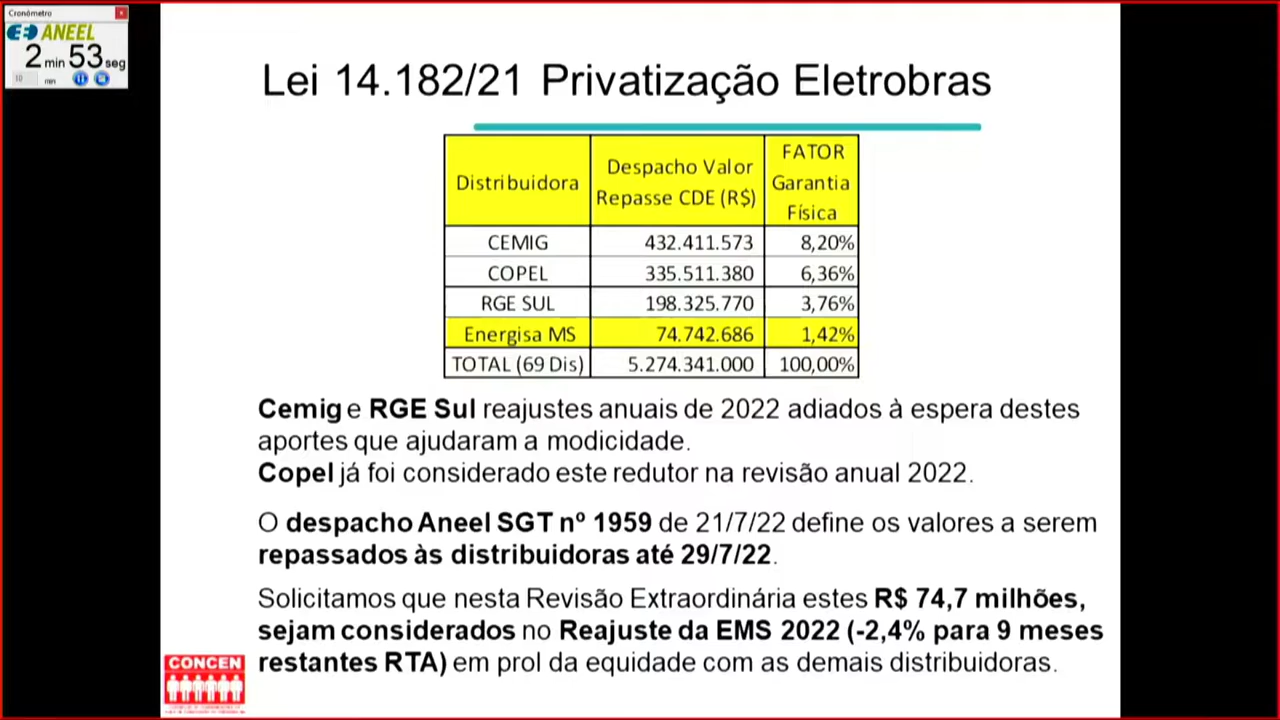 Cronômetro
ANEEL
2 min 53 seg
10 min
Lei 14.182/21 Privatização Eletrobras
Distribuidora Despacho Valor Repasse CDE (R$) FATOR Garantia Física
CEMIG 432.411.573 8,20%
COPEL 335.511.380 6,36%
RGE SUL 198.325.770 3,76%
Energisa MS 74.742.686 1,42%
TOTAL (69 Dis) 5.274.341.000 100,00%
Cemig e RGE Sul reajustes anuais de 2022 adiados à espera destes
aportes que ajudaram a modicidade.
Copel já foi considerado este redutor na revisão anual 2022.
O despacho Aneel SGT nº 1959 de 21/7/22 define os valores a serem
repassados às distribuidoras até 29/7/22.
Solicitamos que nesta Revisão Extraordinária estes R$ 74,7 milhões,
sejam considerados no Reajuste da EMS 2022 (-2,4% para 9 meses
restantes RTA) em prol da equidade com as demais distribuidoras.
CONCEN